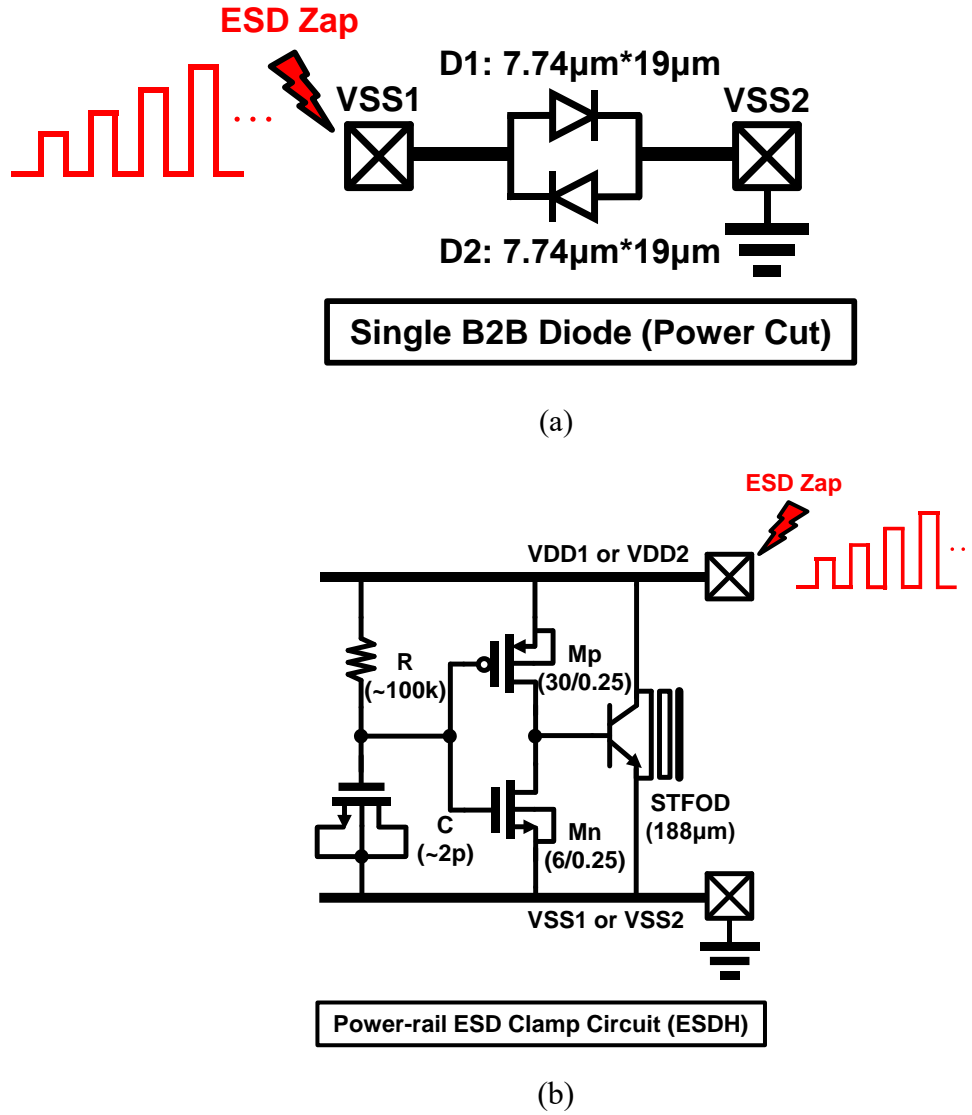 ESD Zap
D1: 7.74μm*19μm
VSS1
VSS2
...
D2: 7.74μm*19μm
Single B2B Diode (Power Cut)
(a)
ESD Zap
VDD1 or VDD2
...
R
(~100k)
Mp
(30/0.25)
STFOD
(188μm)
C
(~2p)
Mn
(6/0.25)
VSS1 or VSS2
Power-rail ESD Clamp Circuit (ESDH)
(b)